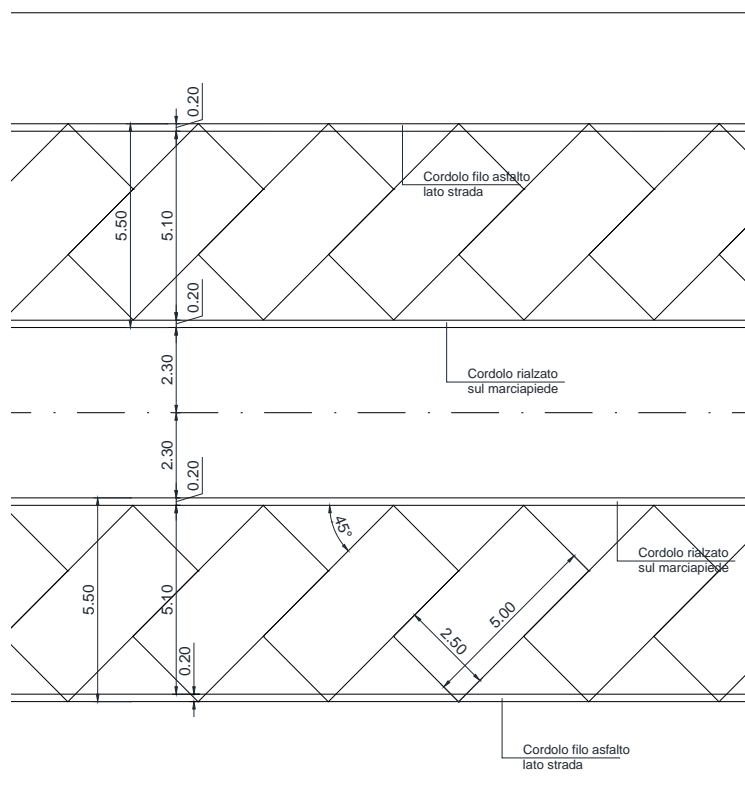 0.20
Cordolo filo asfalto
lato strada
5.50
5.10
0.20
2.30
Cordolo rialzato
sul marciapiede
2.30
0.20
45°
Cordolo rialzato
sul marciapiede
5.50
5.10
5.00
2.50
0.20
Cordolo filo asfalto
lato strada